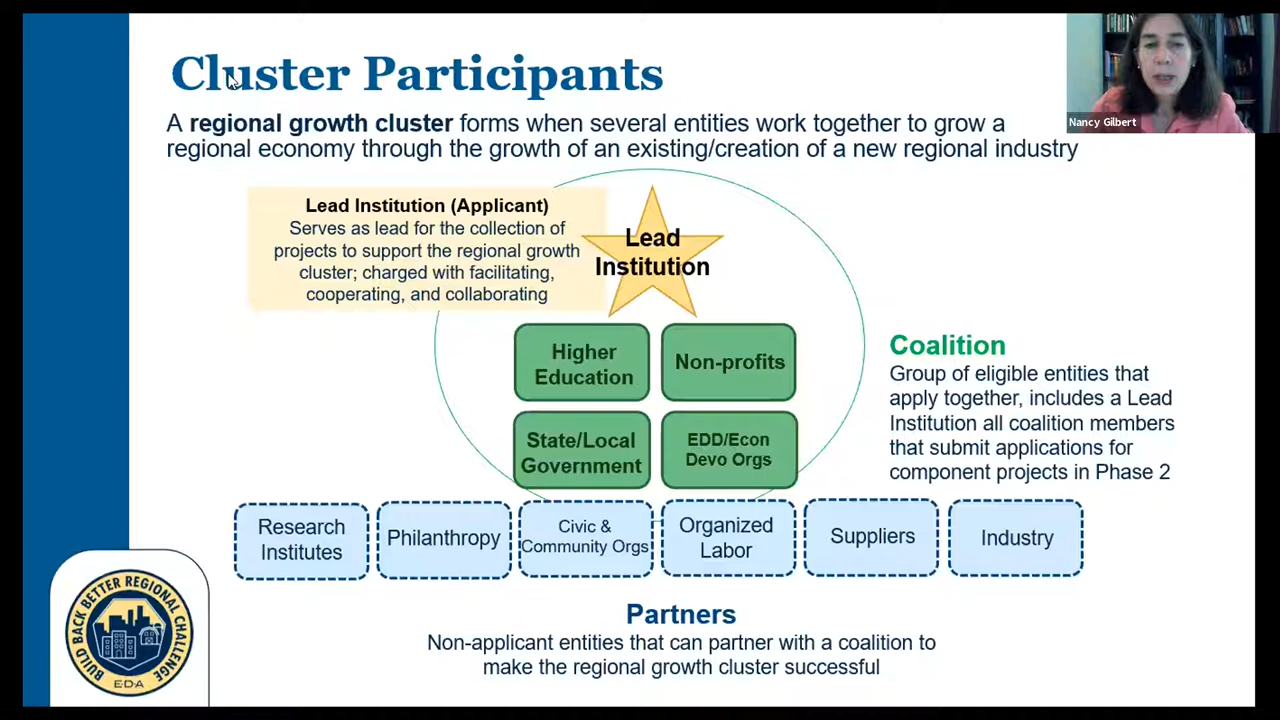 Cluster Participants
A regional growth cluster forms when several entities work together to grow a
regional economy through the growth of an existing/creation of a new regional industry
Nancy Gilbert
Lead Institution (Applicant)
Serves as lead for the collection of
projects to support the regional growth
cluster; charged with facilitating,
cooperating, and collaborating
Lead
Institution
Higher
Education
Non-profits
State/Local
Government
EDD/Econ
Devo Orgs
Coalition
Group of eligible entities that
apply together, includes a Lead
Institution all coalition members
that submit applications for
component projects in Phase 2
Research
Institutes
Philanthropy
Civic &
Community Orgs
Organized
Labor
Suppliers
Industry
Partners
Non-applicant entities that can partner with a coalition to
make the regional growth cluster successful
BUILD BACK BETTER REGIONAL CHALLENGE
EDA